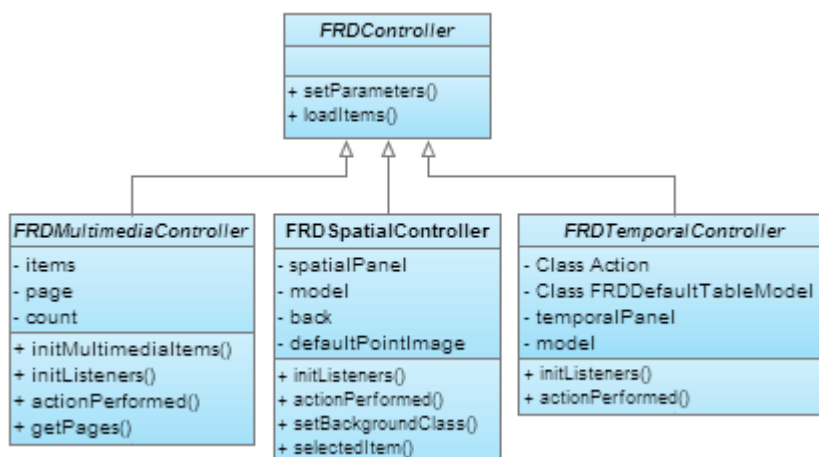 FRDController
+ setParameters()
+ loadItems()
FRDMultimediaController
- items
- page
- count
+ initMultimediaItems()
+ initListeners()
+ actionPerformed()
+ getPages()
FRDSpatialController
- spatialPanel
- model
- back
- defaultPointImage
+ initListeners()
+ actionPerformed()
+ setBackgroundClass()
+ selectedItem()
FRDTemporalController
- Class Action
- Class FRDDefaultTableModel
- temporalPanel
- model
+ initListeners()
+ actionPerformed()